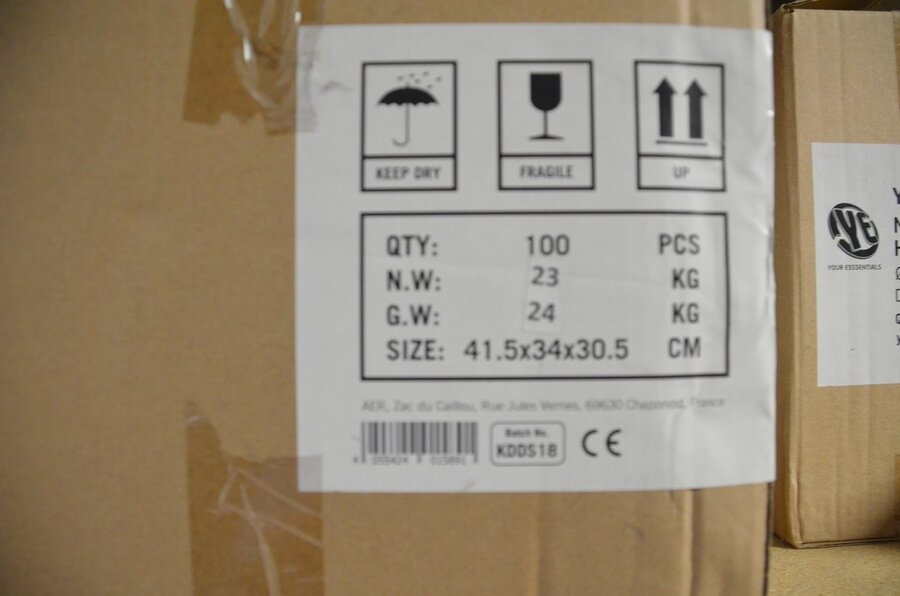 KEEP DRY
FRAGILE
UP
QTY: 100 PCS
N.W: 23 KG
G.W: 24 KG
SIZE: 41.5x34x30.5 CM
AER, Zac du Caillou, Rue Jules Vernes, 69630 Chaponost, France
Batch No.
KDDS18
CE
YE
YOUR ESSSENTIALS